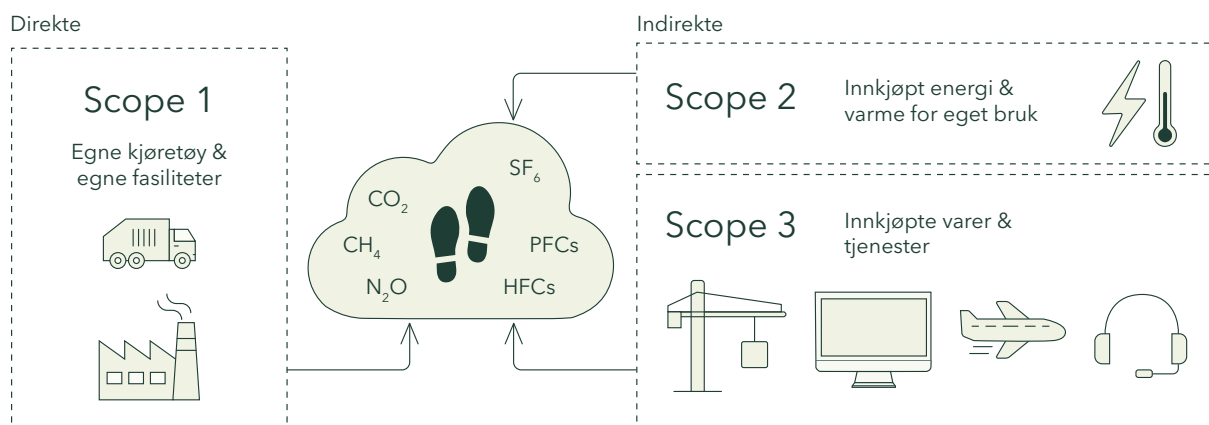 Direkte
Scope 1
Egne kjøretøy &
egne fasiliteter
SF6
CO2
CH4
PFCs
N2O
HFCs
Indirekte
Scope 2
Innkjøpt energi &
varme for eget bruk
Scope 3
Innkjøpte varer &
tjenester